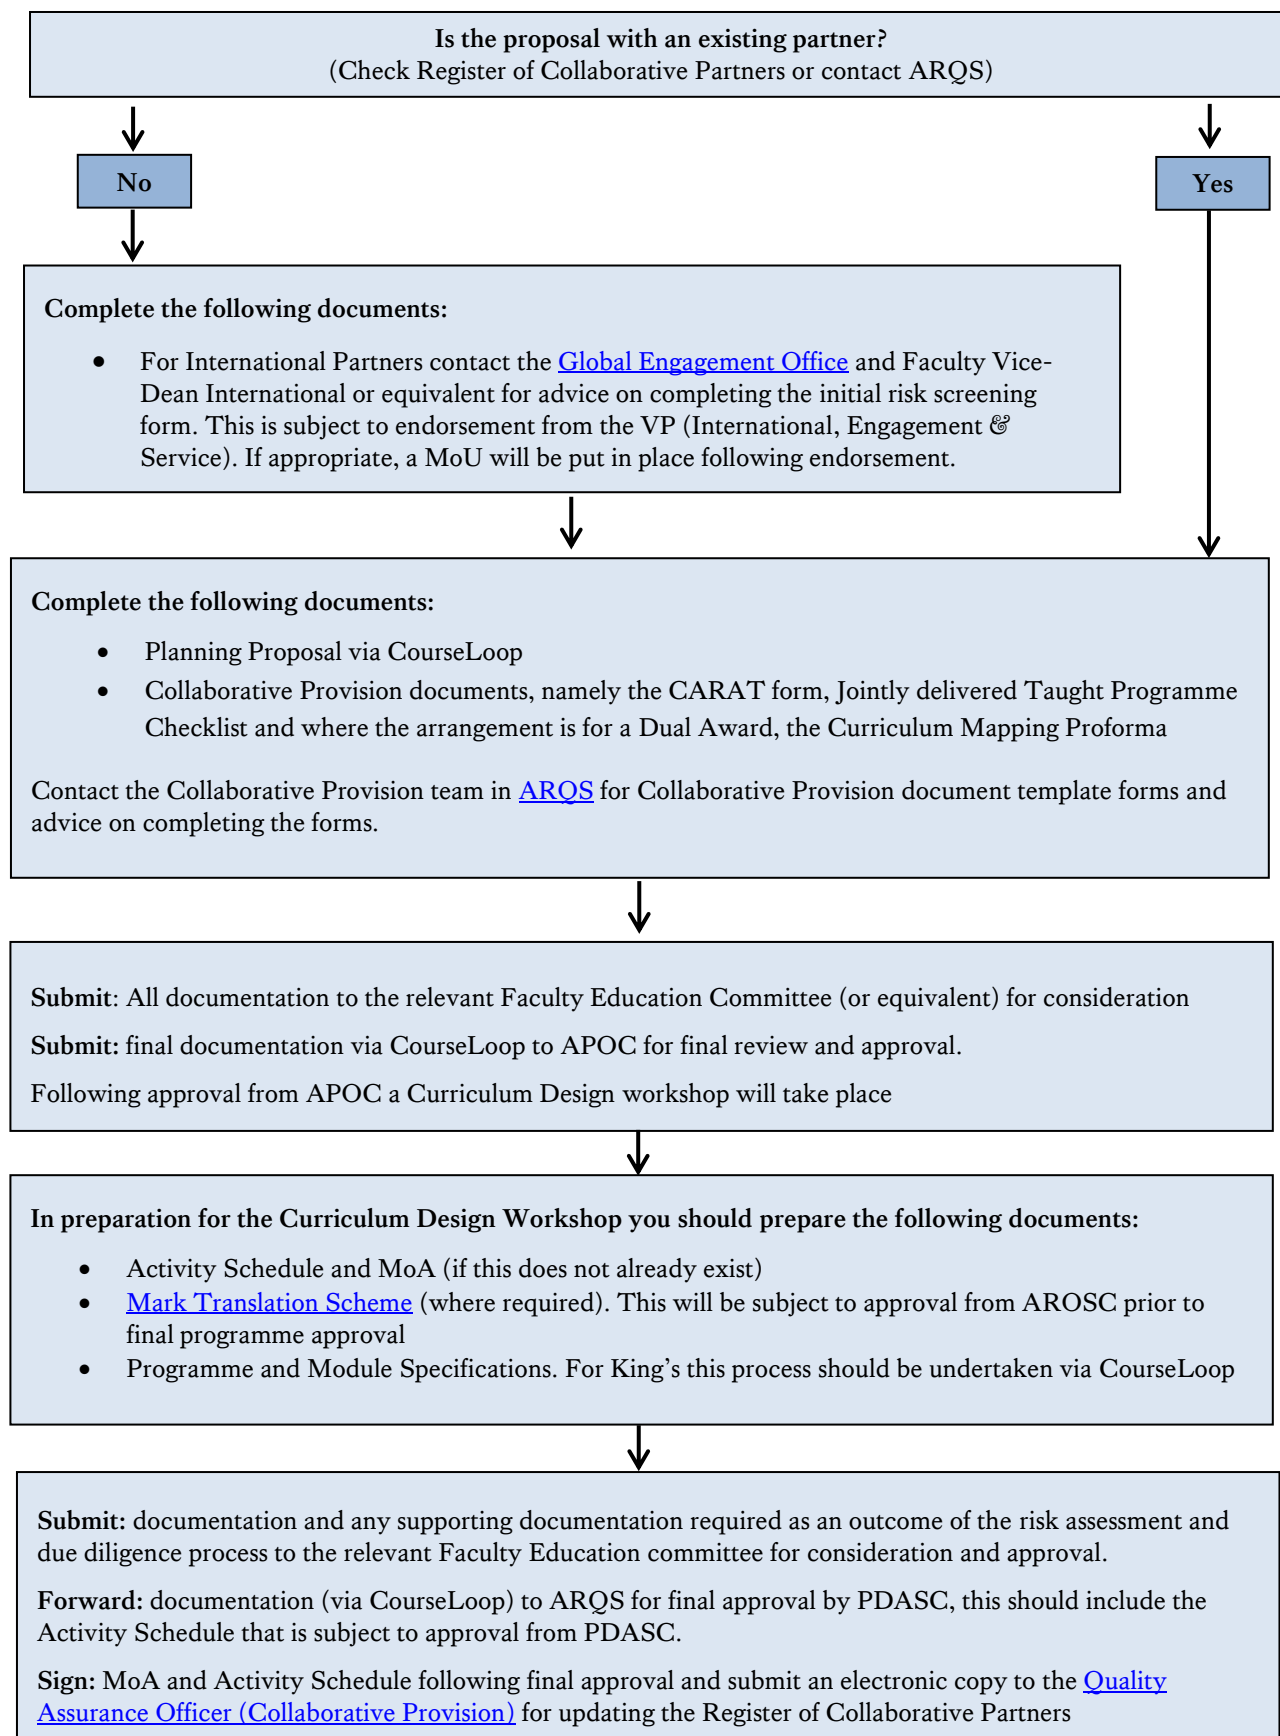 Is the proposal with an existing partner?
(Check Register of Collaborative Partners or contact ARQS)
No
Yes
Complete the following documents:
• For International Partners contact the Global Engagement Office and Faculty Vice-
Dean International or equivalent for advice on completing the initial risk screening
form. This is subject to endorsement from the VP (International, Engagement &
Service). If appropriate, a MoU will be put in place following endorsement.
Complete the following documents:
• Planning Proposal via CourseLoop
• Collaborative Provision documents, namely the CARAT form, Jointly delivered Taught Programme
Checklist and where the arrangement is for a Dual Award, the Curriculum Mapping Proforma
Contact the Collaborative Provision team in ARQS for Collaborative Provision document template forms and
advice on completing the forms.
Submit: All documentation to the relevant Faculty Education Committee (or equivalent) for consideration
Submit: final documentation via CourseLoop to APOC for final review and approval.
Following approval from APOC a Curriculum Design workshop will take place
In preparation for the Curriculum Design Workshop you should prepare the following documents:
• Activity Schedule and MoA (if this does not already exist)
• Mark Translation Scheme (where required). This will be subject to approval from AROSC prior to
final programme approval
• Programme and Module Specifications. For King's this process should be undertaken via CourseLoop
Submit: documentation and any supporting documentation required as an outcome of the risk assessment and
due diligence process to the relevant Faculty Education committee for consideration and approval.
Forward: documentation (via CourseLoop) to ARQS for final approval by PDASC, this should include the
Activity Schedule that is subject to approval from PDASC.
Sign: MoA and Activity Schedule following final approval and submit an electronic copy to the Quality
Assurance Officer (Collaborative Provision) for updating the Register of Collaborative Partners